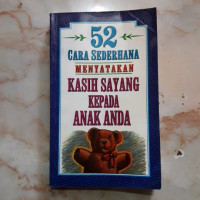 52
CARA SEDERHANA
MENYATAKAN
KASIH SAYANG
KEPADA
ANAK ANDA